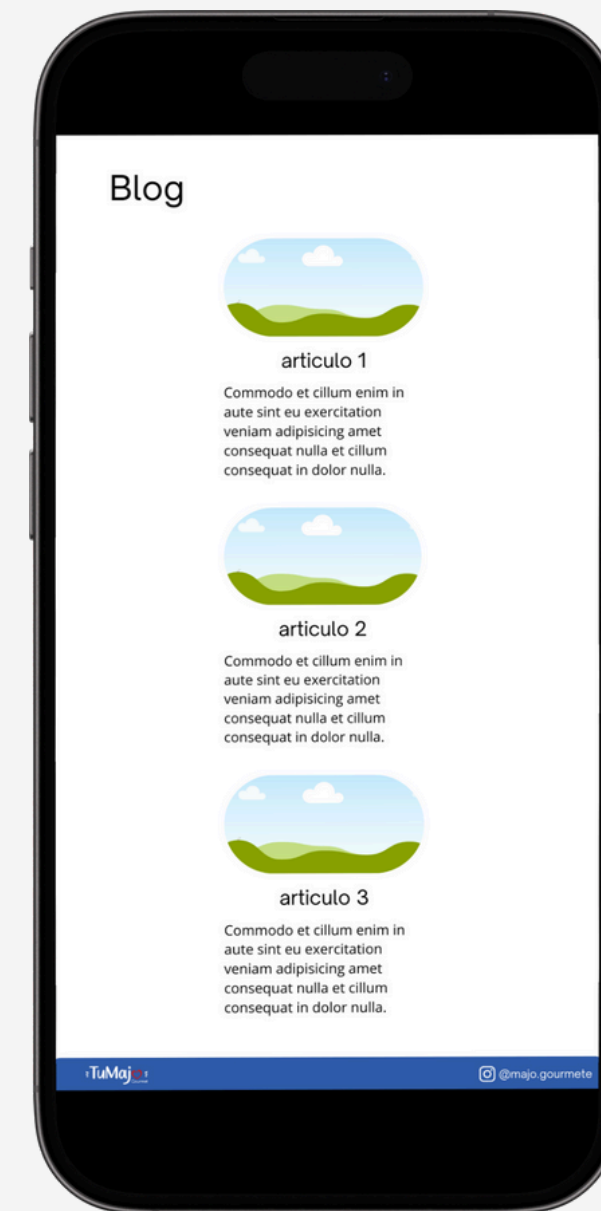 Blog
articulo 1
Commodo et cillum enim in
aute sint eu exercitation
veniam adipisicing amet
consequat nulla et cillum
consequat in dolor nulla.
articulo 2
Commodo et cillum enim in
aute sint eu exercitation
veniam adipisicing amet
consequat nulla et cillum
consequat in dolor nulla.
articulo 3
Commodo et cillum enim in
aute sint eu exercitation
veniam adipisicing amet
consequat nulla et cillum
consequat in dolor nulla.
TuMajo
@majo.gourmete